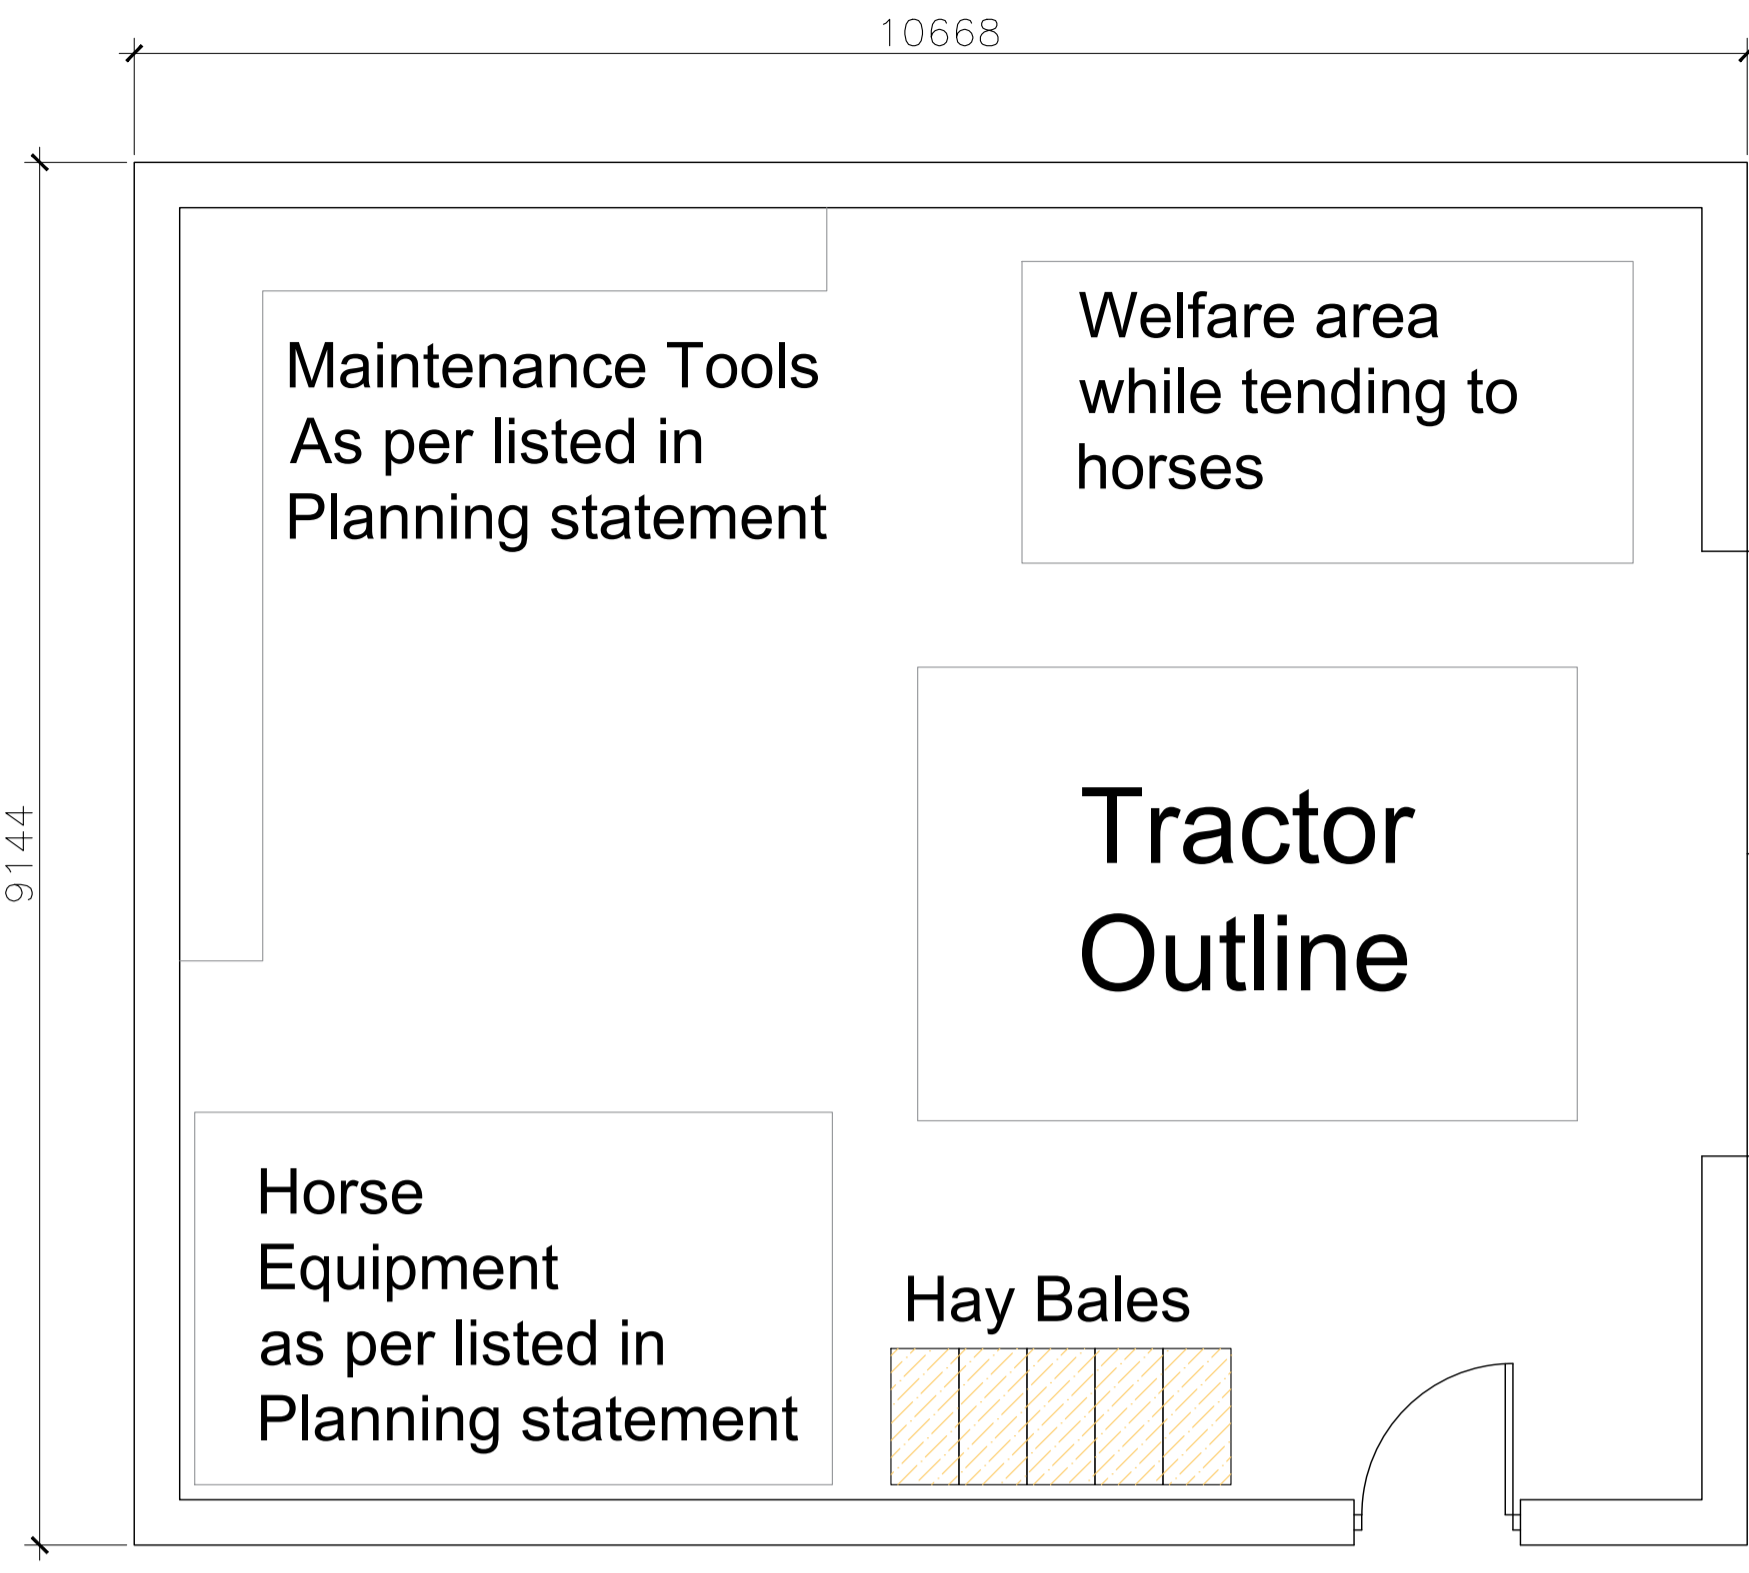 10668
Maintenance Tools
As per listed in
Planning statement
Welfare area
while tending to
horses
9144
Tractor
Outline
Horse
Equipment
as per listed in
Planning statement
Hay Bales